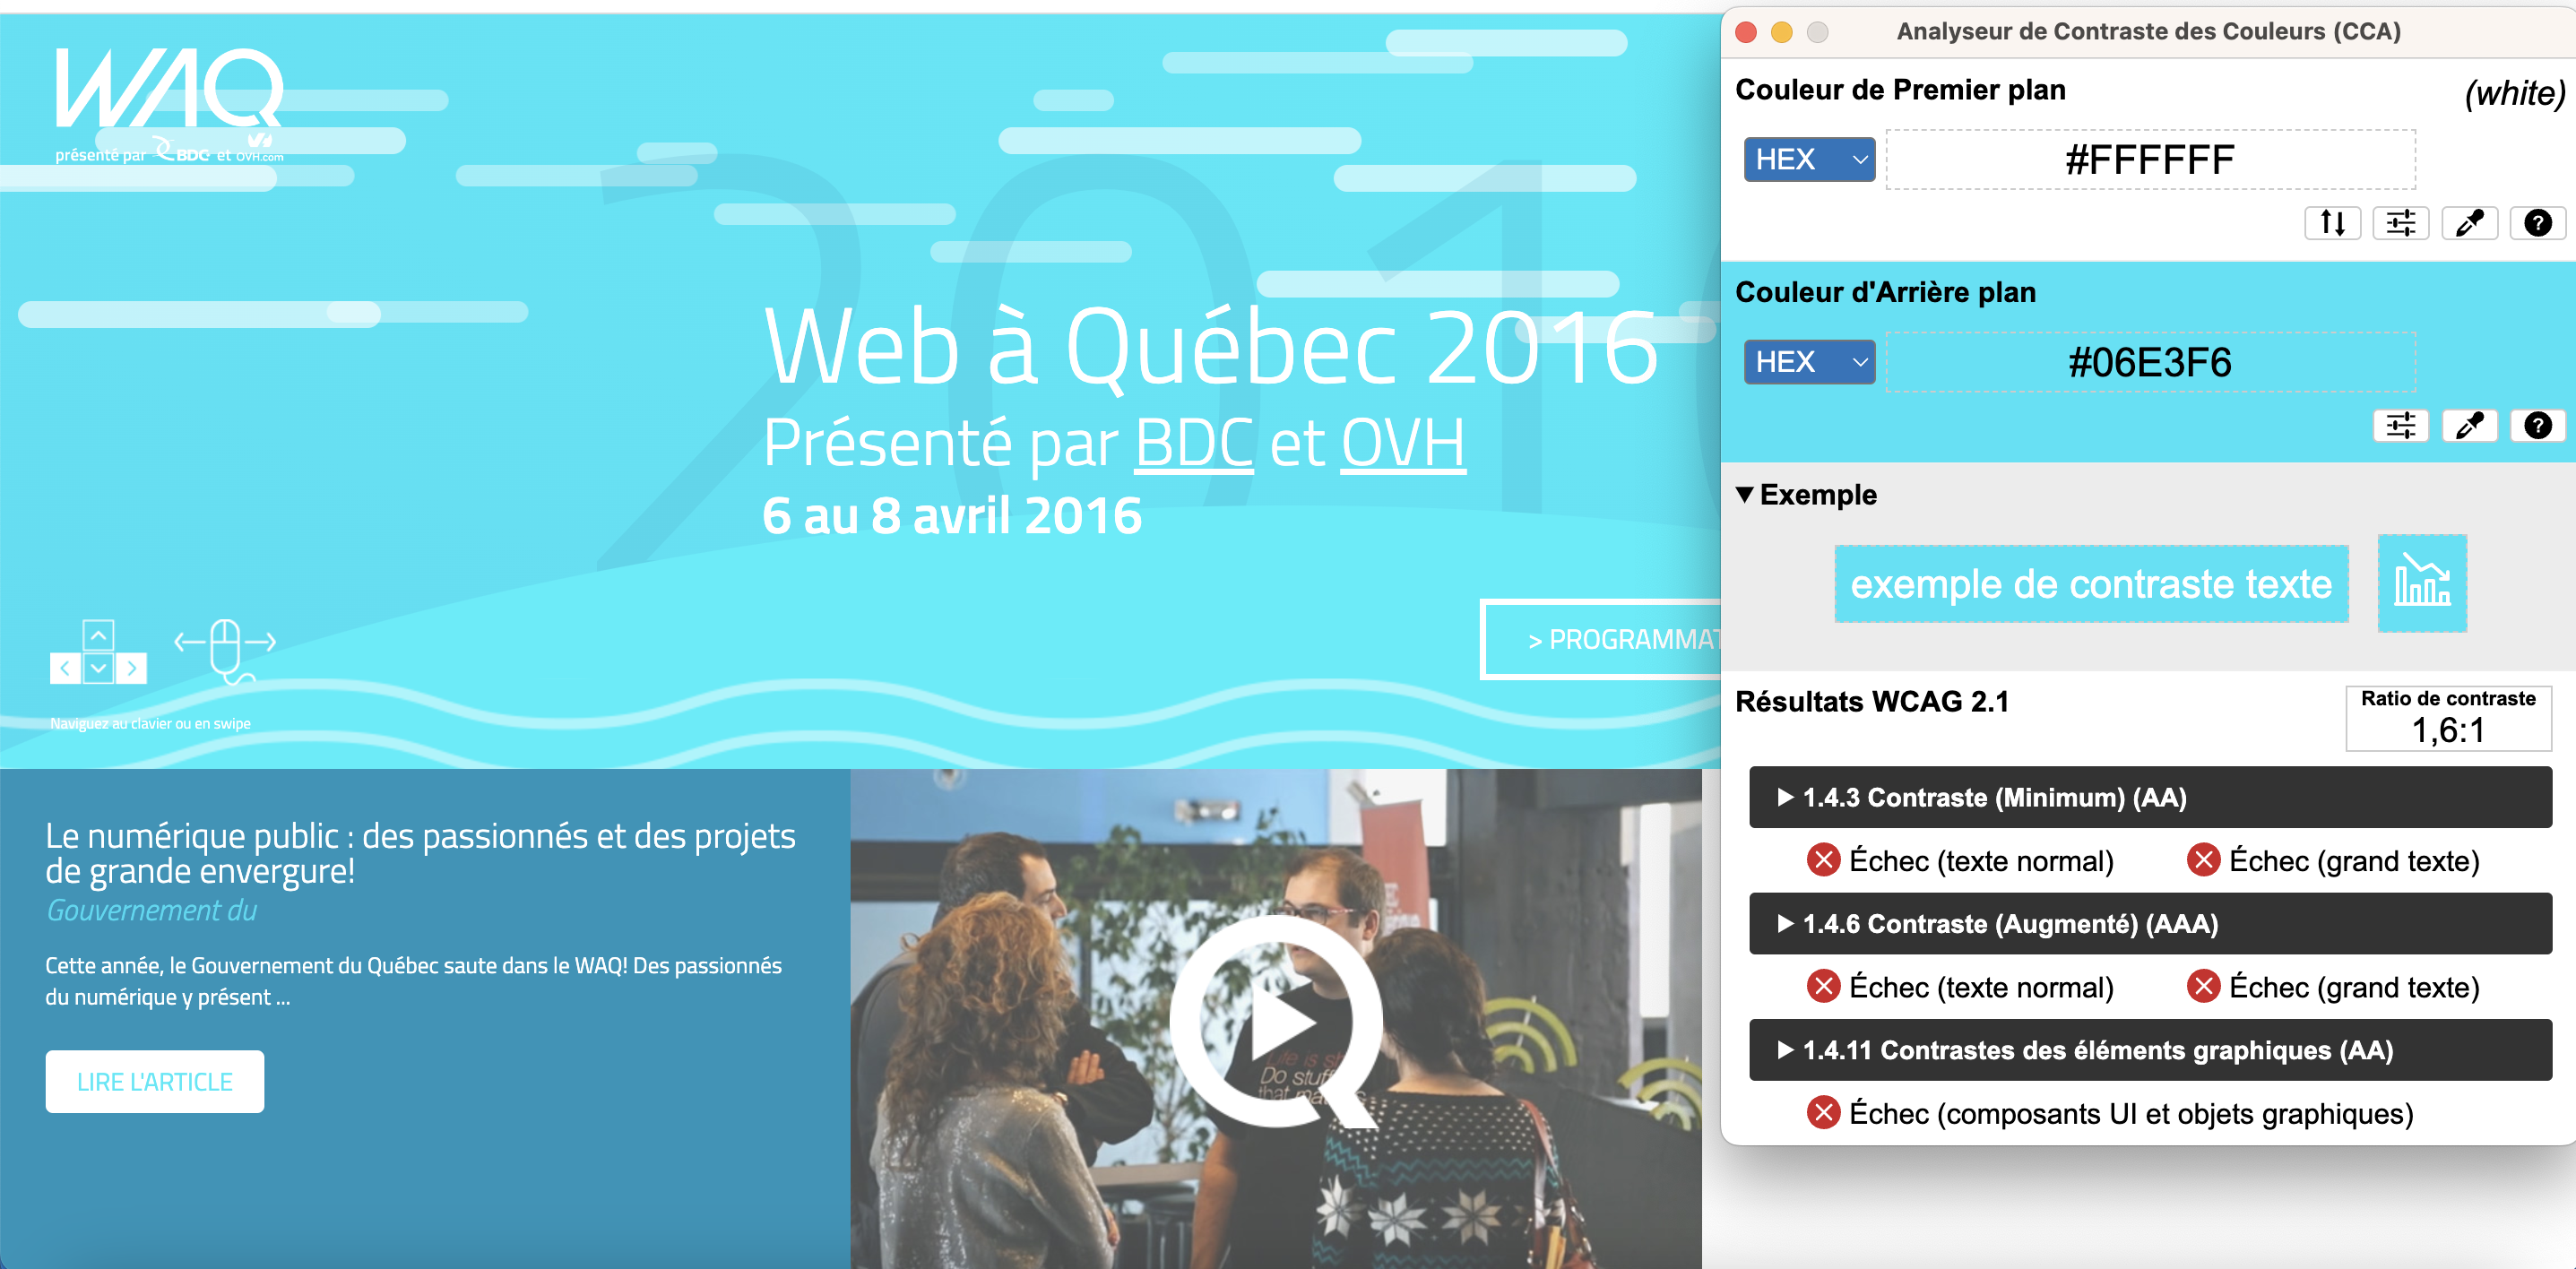 WAQ
présenté par BDC et OVH.com
2016
Web à Québec 2016
Présenté par BDC et OVH
6 au 8 avril 2016
> PROGRAMMAT
Naviguez au clavier ou en swipe
Le numérique public : des passionnés et des projets
de grande envergure!
Gouvernement du
Cette année, le Gouvernement du Québec saute dans le WAQ! Des passionnés
du numérique y présent ...
LIRE L'ARTICLE
Do stuff
that
Analyseur de Contraste des Couleurs (CCA)
Couleur de Premier plan
(white)
HEX
#FFFFFF
Couleur d'Arrière plan
HEX
#06E3F6
▼ Exemple
exemple de contraste texte
Résultats WCAG 2.1
Ratio de contraste
1,6:1
▶ 1.4.3 Contraste (Minimum) (AA)
Échec (texte normal) Échec (grand texte)
▶ 1.4.6 Contraste (Augmenté) (AAA)
Échec (texte normal) Échec (grand texte)
▶ 1.4.11 Contrastes des éléments graphiques (AA)
Échec (composants UI et objets graphiques)